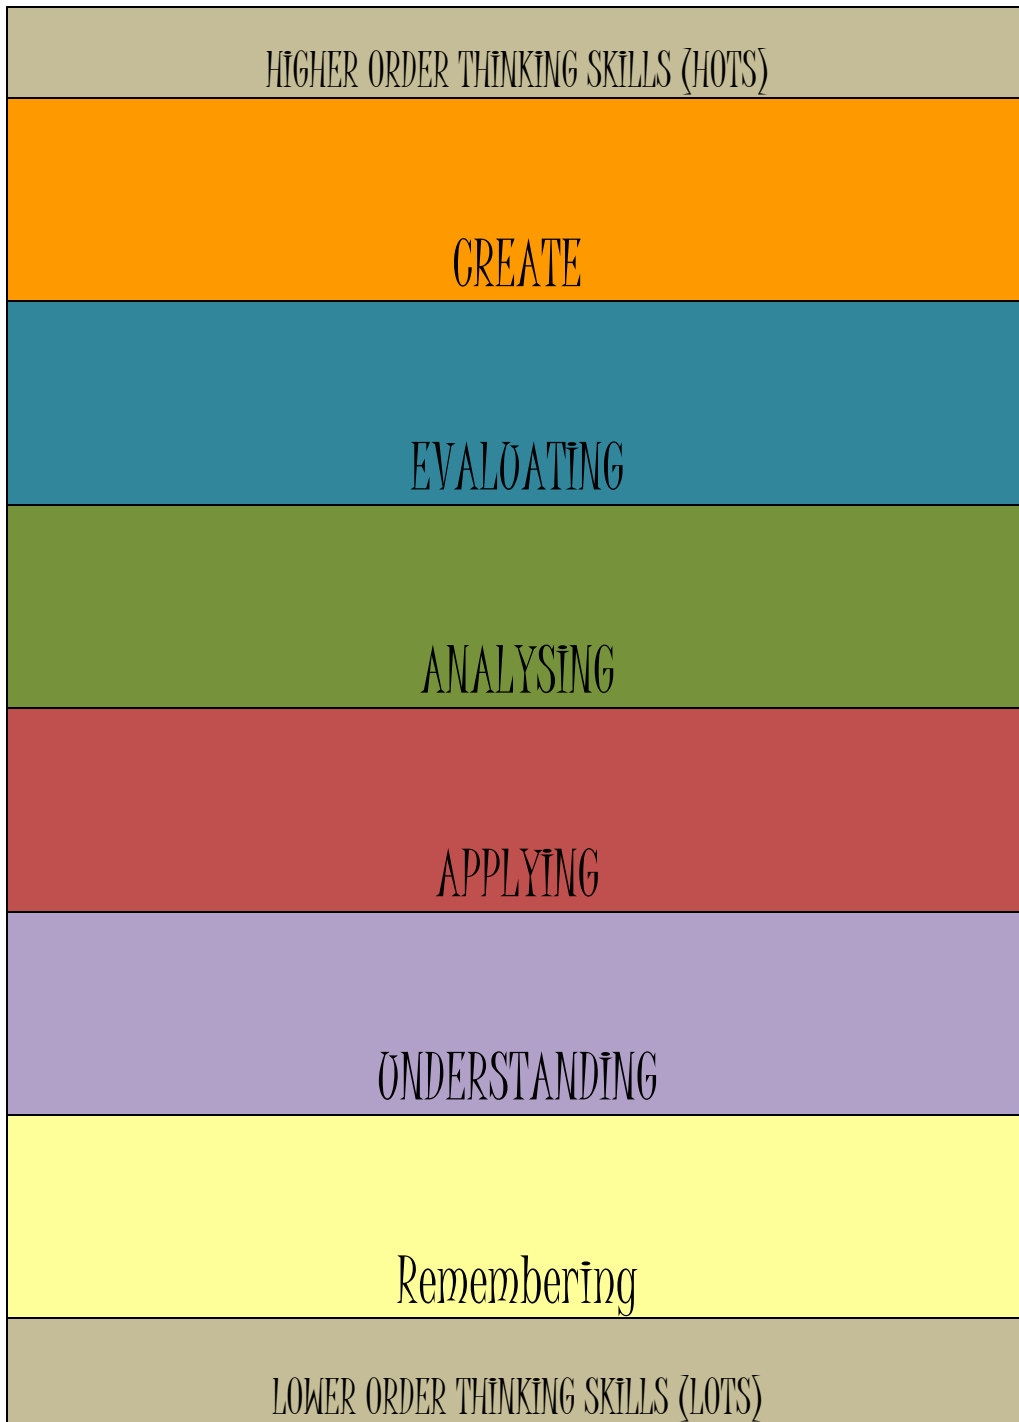 HIGHER ORDER THINKING SKILLS (HOTS)
CREATE
EVALUATING
ANALYSING
APPLYING
UNDERSTANDING
Remembering
LOWER ORDER THINKING SKILLS (LOTS)